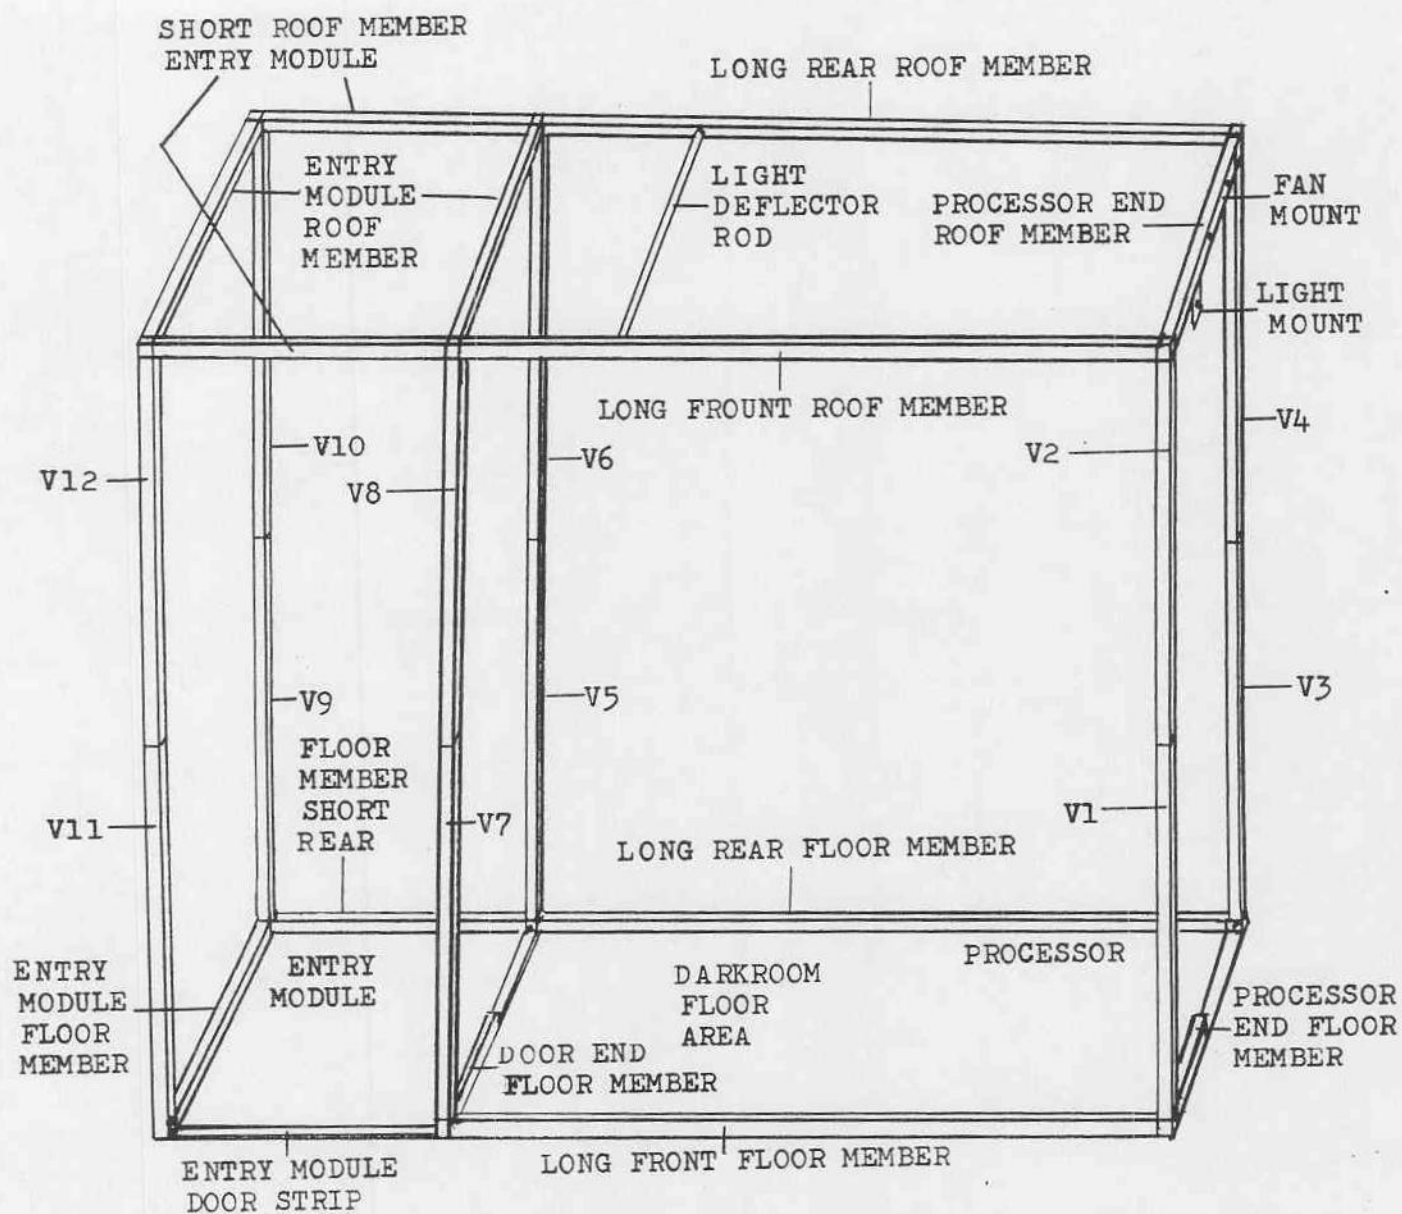 SHORT ROOF MEMBER
ENTRY MODULE
LONG REAR ROOF MEMBER
ENTRY
MODULE
ROOF
MEMBER
LIGHT
DEFLECTOR
ROD
PROCESSOR END
ROOF MEMBER
FAN
MOUNT
LIGHT
MOUNT
LONG FROUNT ROOF MEMBER
V12
V10
V8
V6
V2
V4
V9
V5
V3
FLOOR
MEMBER
SHORT
REAR
V11
V7
V1
LONG REAR FLOOR MEMBER
ENTRY
MODULE
FLOOR
MEMBER
ENTRY
MODULE
DARKROOM
FLOOR
AREA
PROCESSOR
PROCESSOR
END FLOOR
MEMBER
DOOR END
FLOOR MEMBER
ENTRY MODULE
DOOR STRIP
LONG FRONT FLOOR MEMBER